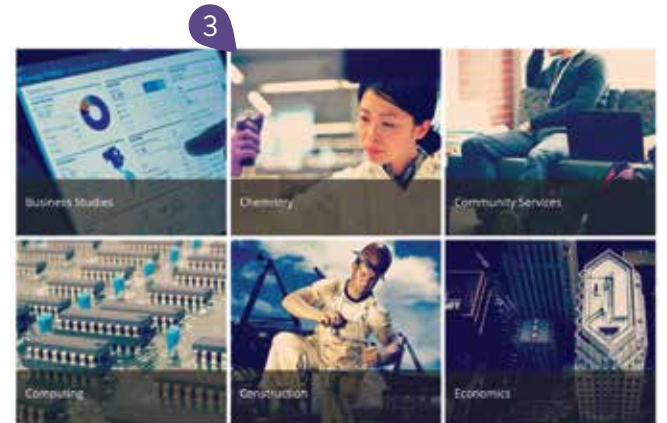 3
Business Studies
Chemistry
Community Services
Computing
Construction
Economics